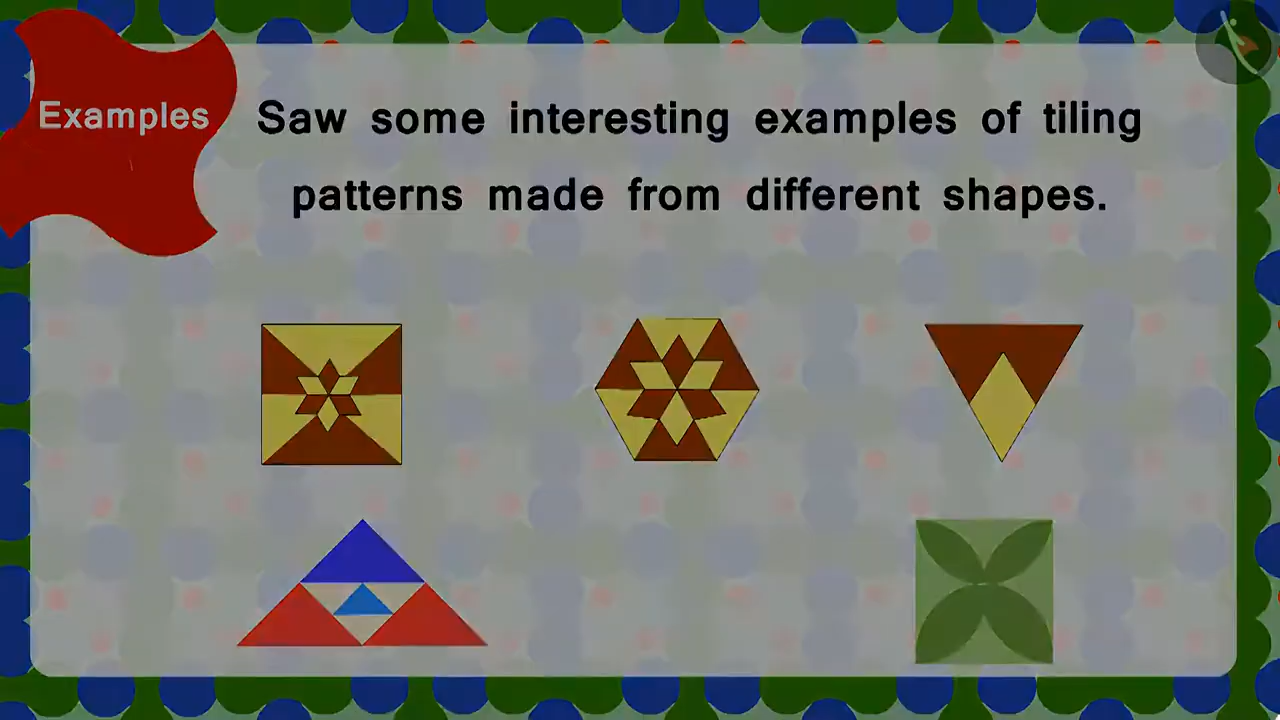 Examples
Saw some interesting examples of tiling
patterns made from different shapes.